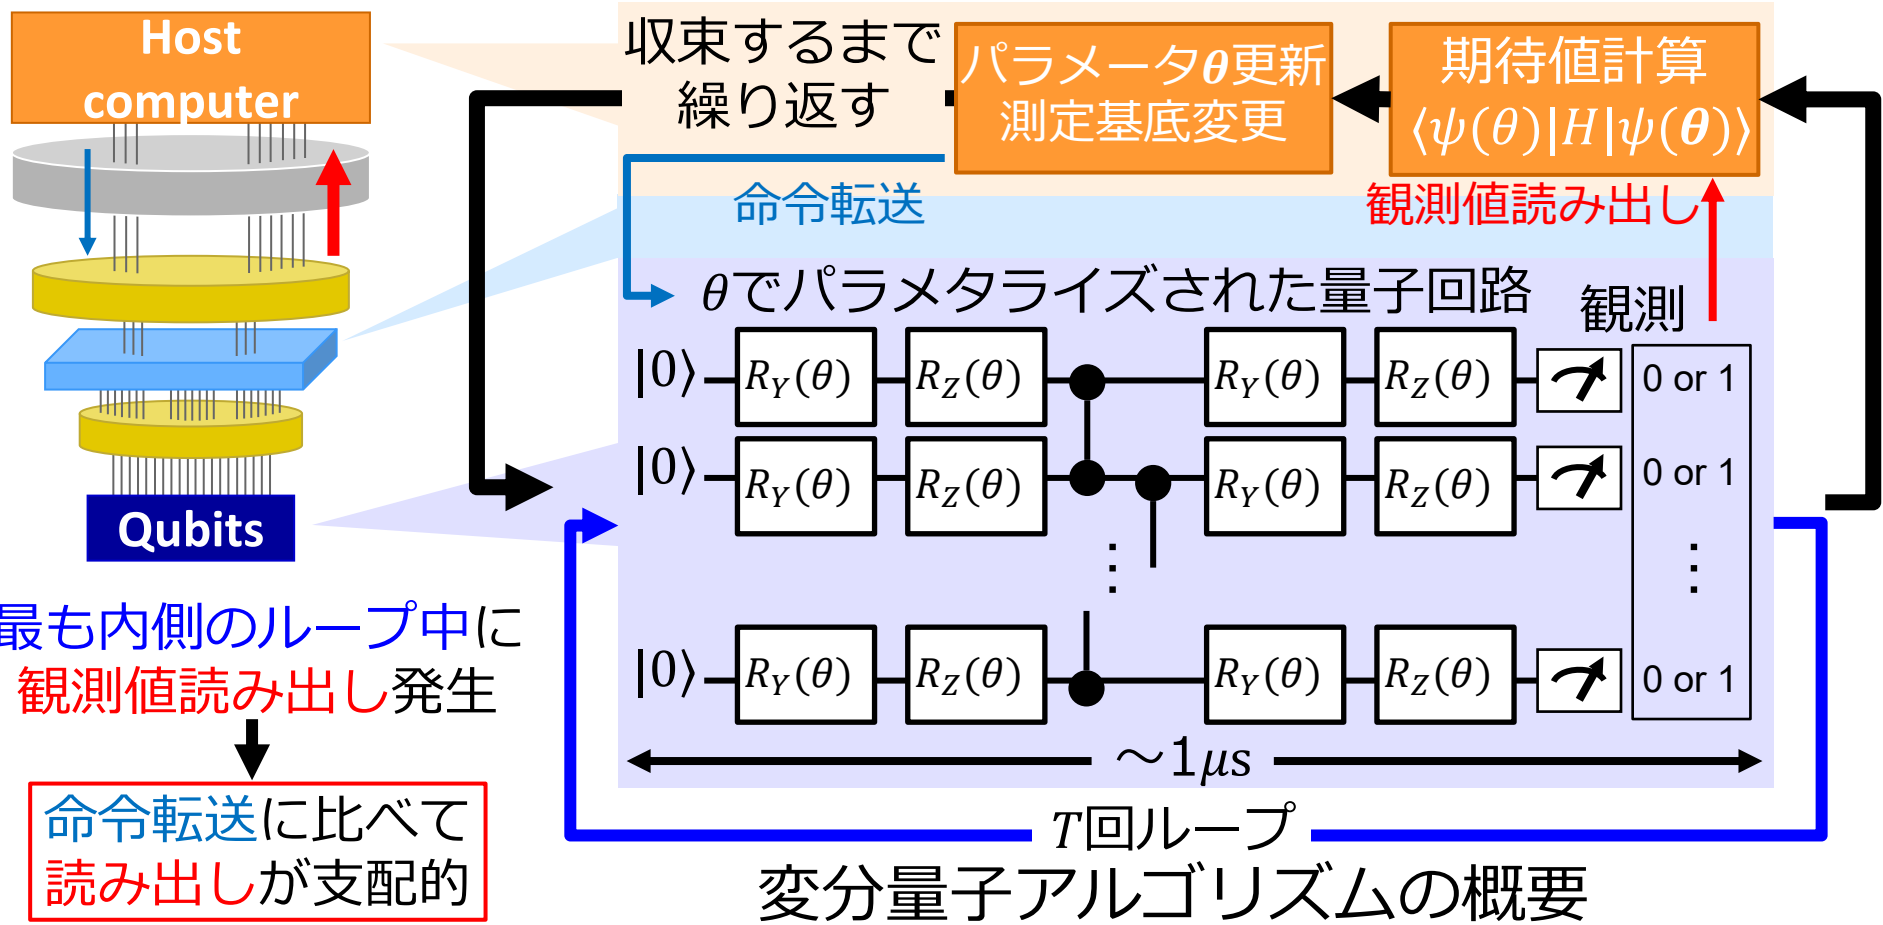 Host
computer
Qubits
最も内側のループ中に
観測値読み出し発生
命令転送に比べて
読み出しが支配的
収束するまで
繰り返す
パラメータθ更新
測定基底変更
期待値計算
⟨ψ(θ)|H|ψ(θ)⟩
命令転送
観測値読み出し
θでパラメタライズされた量子回路
観測
|0⟩ R_Y(θ) R_Z(θ) R_Y(θ) R_Z(θ) 0 or 1
|0⟩ R_Y(θ) R_Z(θ) R_Y(θ) R_Z(θ) 0 or 1
⋮ ⋮
|0⟩ R_Y(θ) R_Z(θ) R_Y(θ) R_Z(θ) 0 or 1
～1μs
T回ループ
変分量子アルゴリズムの概要